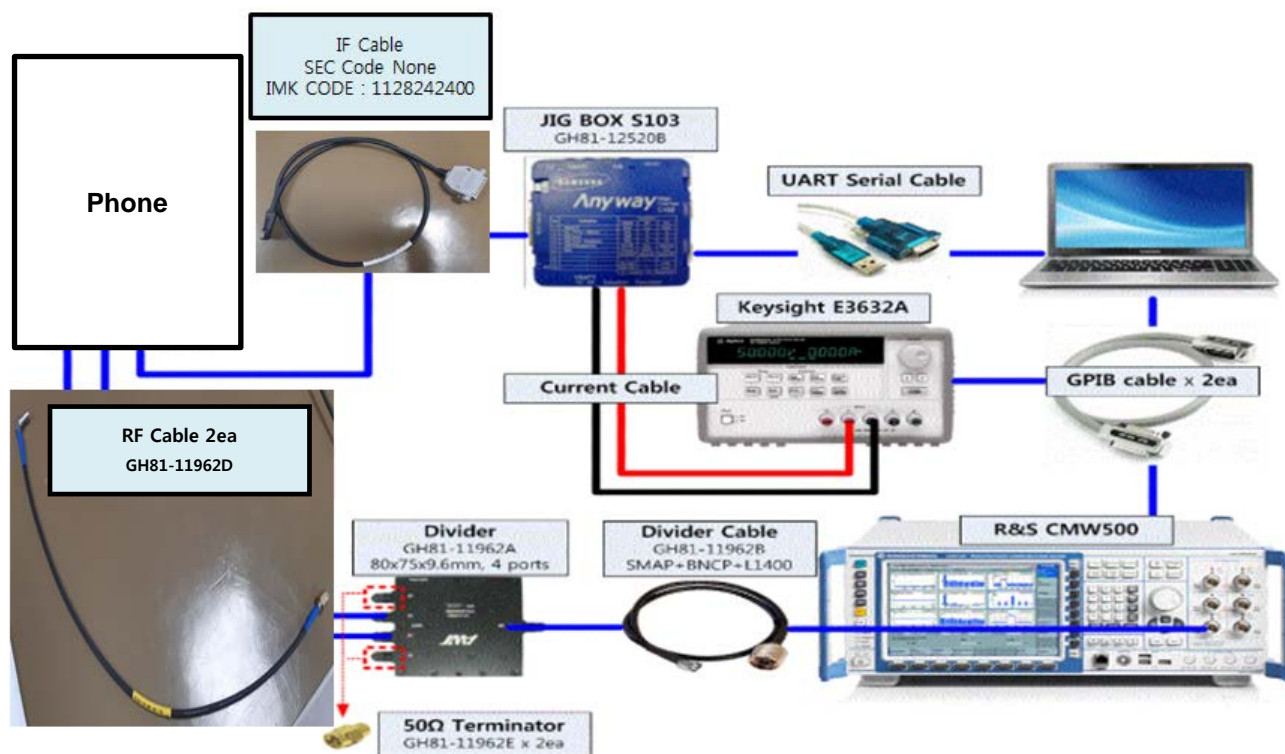 IF Cable
SEC Code None
IMK CODE : 1128242400
Phone
JIG BOX S103
GH81-12520B
SAMSUNG
Anyway
UART Serial Cable
Keysight E3632A
Current Cable
GPIB cable x 2ea
RF Cable 2ea
GH81-11962D
Divider
GH81-11962A
80x75x9.6mm, 4 ports
Divider Cable
GH81-11962B
SMAP+BNCP+L1400
R&S CMW500
50Ω Terminator
GH81-11962E x 2ea